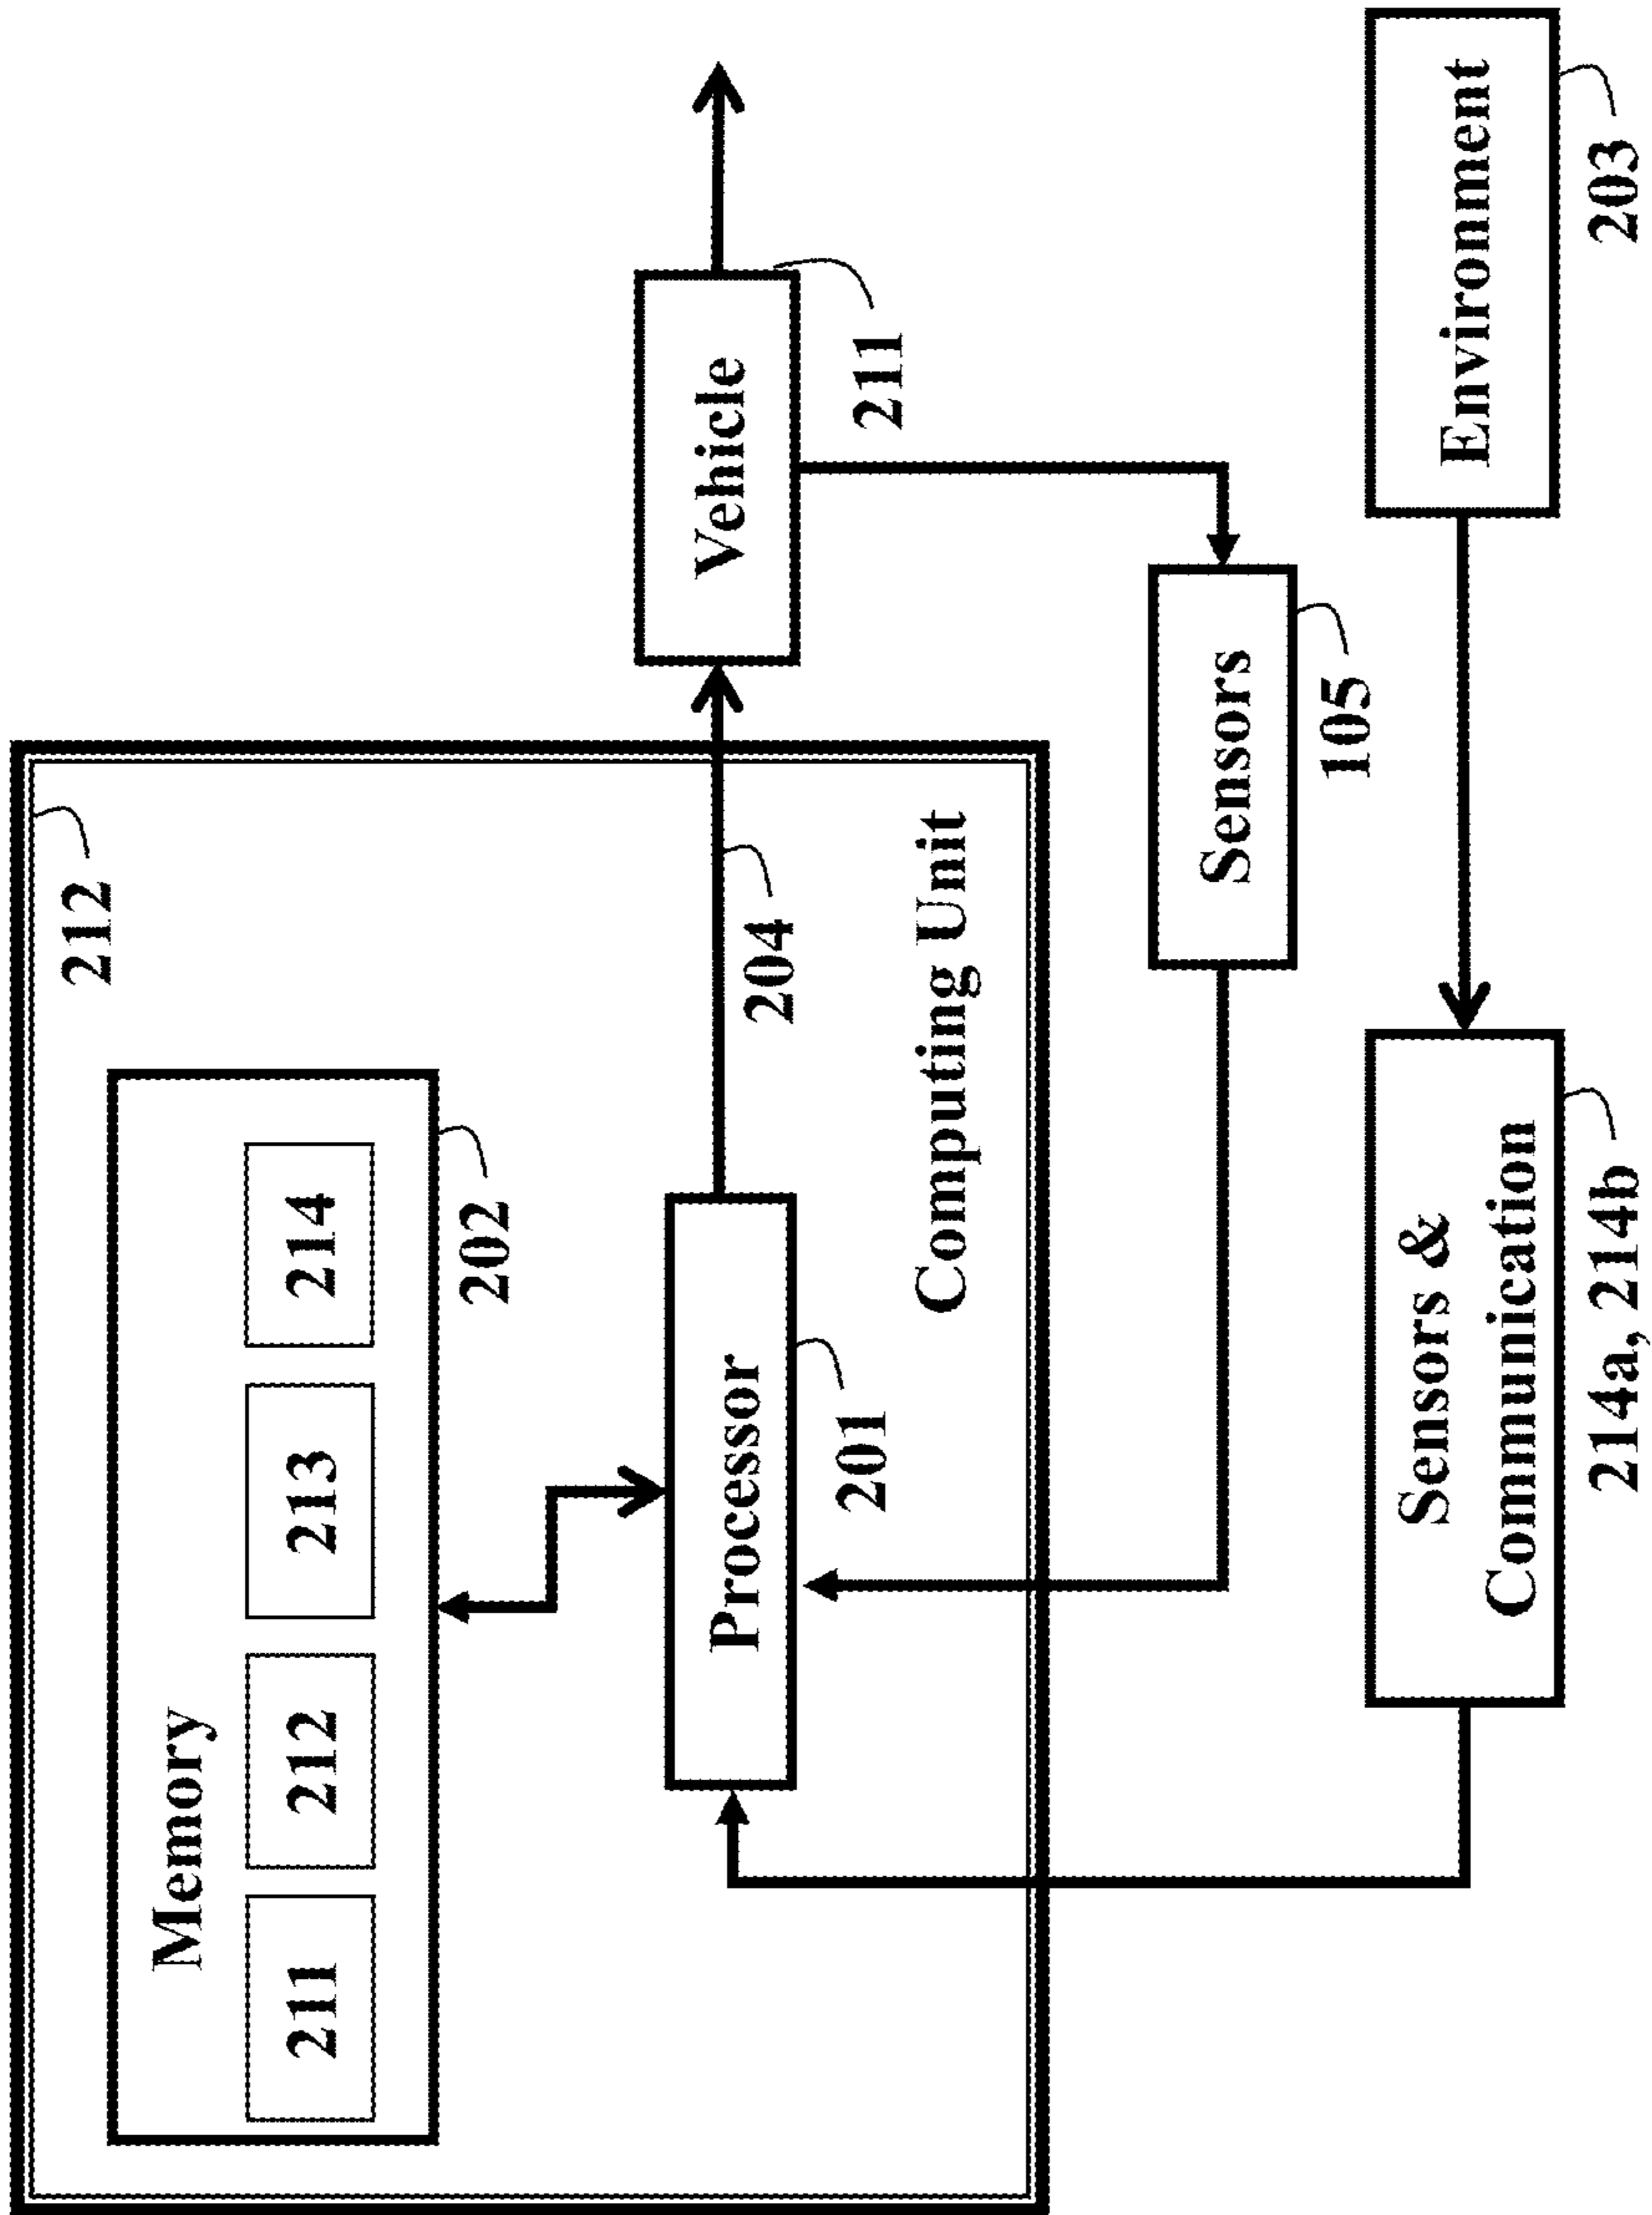 212
Memory
211
212
213
214
202
Processor
201
204
Computing Unit
Vehicle
211
Sensors
105
Sensors &
Communication
214a, 214b
Environment
203